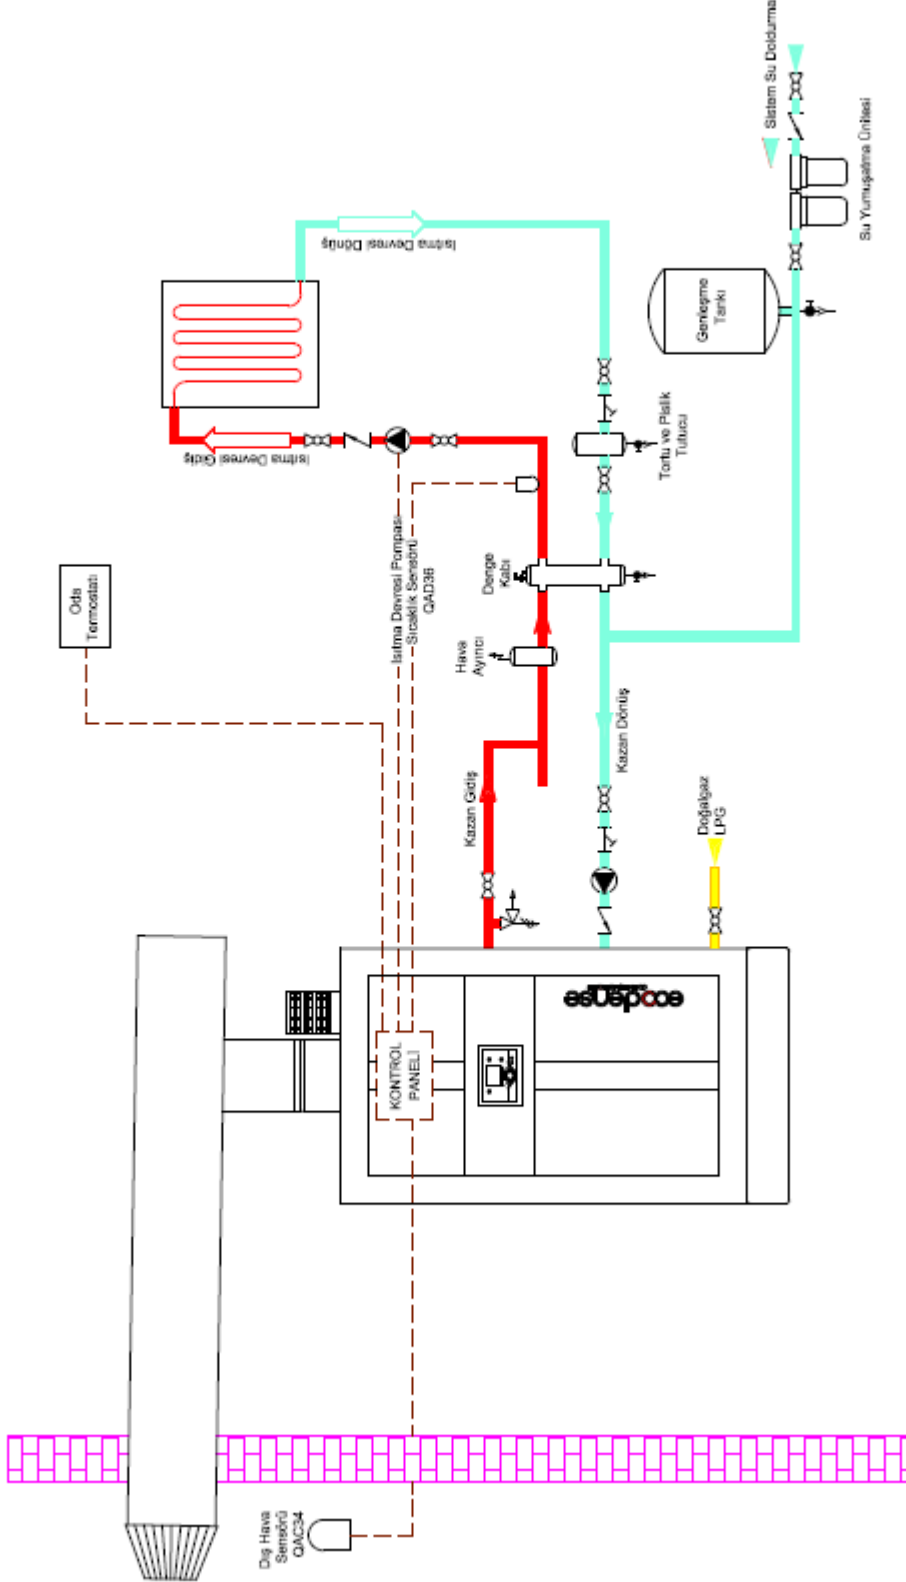 Dış Hava
Sensörü
QAC34
KONTROL
PANELİ
ecodense
Oda
Termostatı
Isıtma Devresi Pompası
Sıcaklık Sensörü
QAD36
Isıtma Devresi Gidiş
Isıtma Devresi Dönüş
Kazan Gidiş
Hava
Ayırıcı
Denge
Kabı
Kazan Dönüş
Doğalgaz
LPG
Tortu ve Pislik
Tutucu
Genleşme
Tankı
Sistem Su Doldurma
Su Yumuşatma Ünitesi